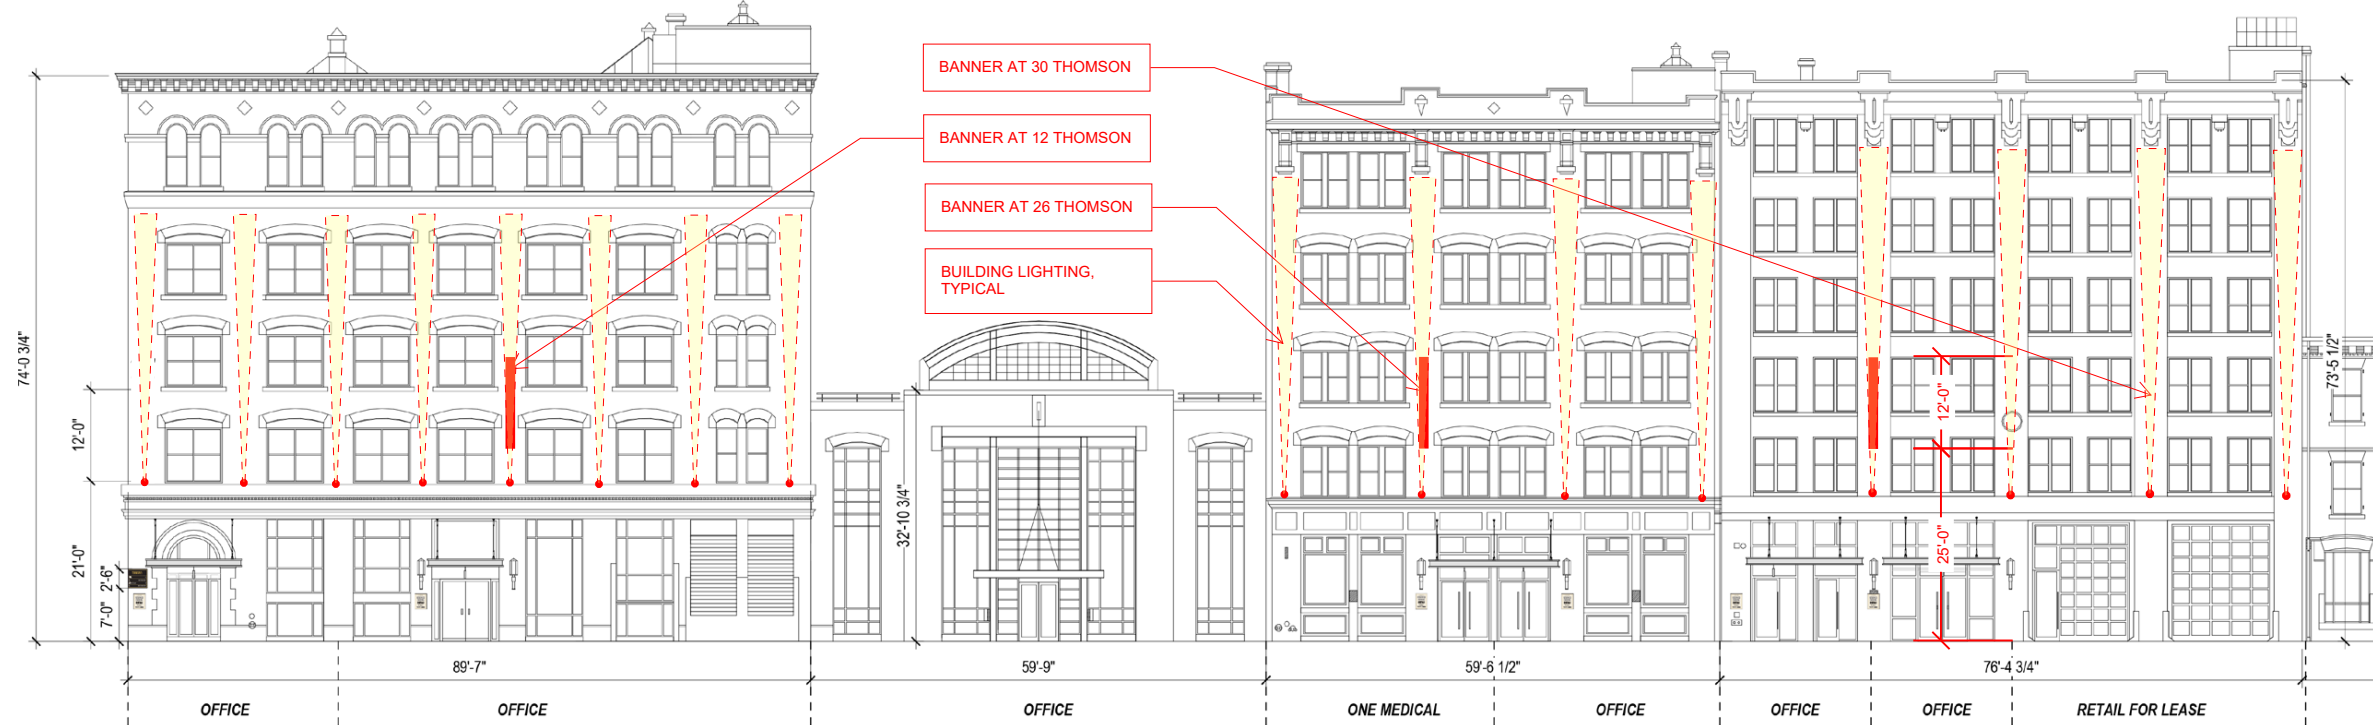 BANNER AT 30 THOMSON
BANNER AT 12 THOMSON
BANNER AT 26 THOMSON
BUILDING LIGHTING,
TYPICAL
74'-0 3/4"
12'-0"
21'-0"
2'-6"
7'-0"
32'-10 3/4"
12'-0"
25'-0"
73'-5 1/2"
89'-7"
59'-9"
59'-6 1/2"
76'-4 3/4"
OFFICE
OFFICE
OFFICE
ONE MEDICAL
OFFICE
OFFICE
OFFICE
RETAIL FOR LEASE